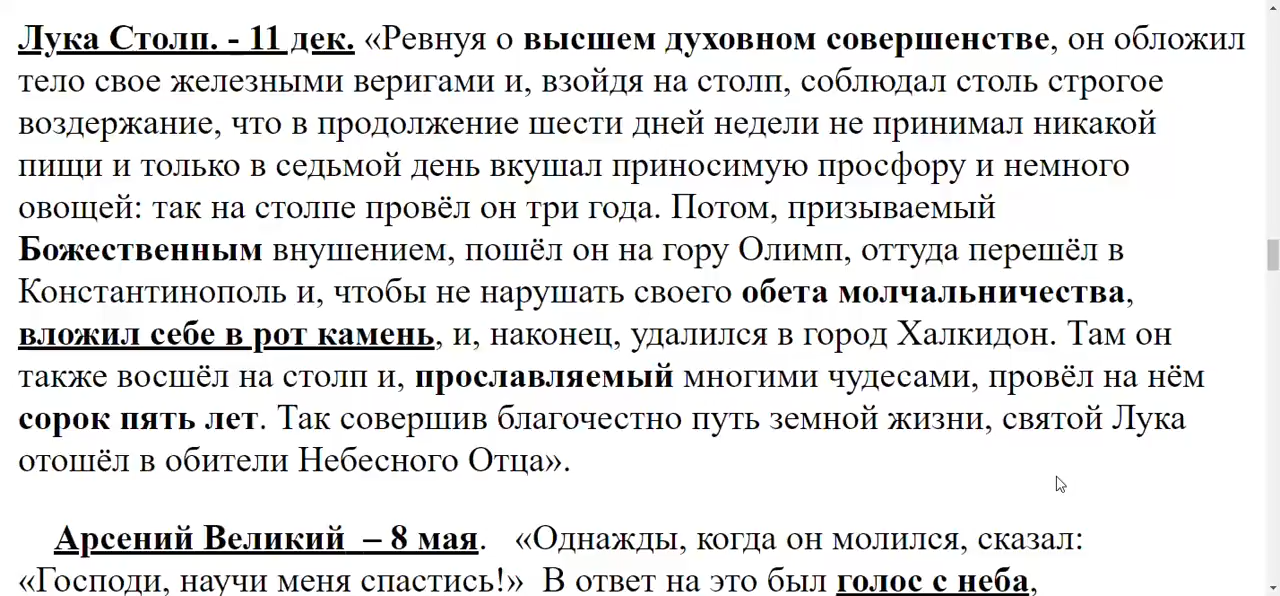 Лука Столп. - 11 дек. «Ревнуя о высшем духовном совершенстве, он обложил
тело свое железными веригами и, взойдя на столп, соблюдал столь строгое
воздержание, что в продолжение шести дней недели не принимал никакой
пищи и только в седьмой день вкушал приносимую просфору и немного
овощей: так на столпе провёл он три года. Потом, призываемый
Божественным внушением, пошёл он на гору Олимп, оттуда перешёл в
Константинополь и, чтобы не нарушать своего обета молчальничества,
вложил себе в рот камень, и, наконец, удалился в город Халкидон. Там он
также восшёл на столп и, прославляемый многими чудесами, провёл на нём
сорок пять лет. Так совершив благочестно путь земной жизни, святой Лука
отошёл в обители Небесного Отца».
Арсений Великий – 8 мая. «Однажды, когда он молился, сказал:
«Господи, научи меня спастись!» В ответ на это был голос с неба,